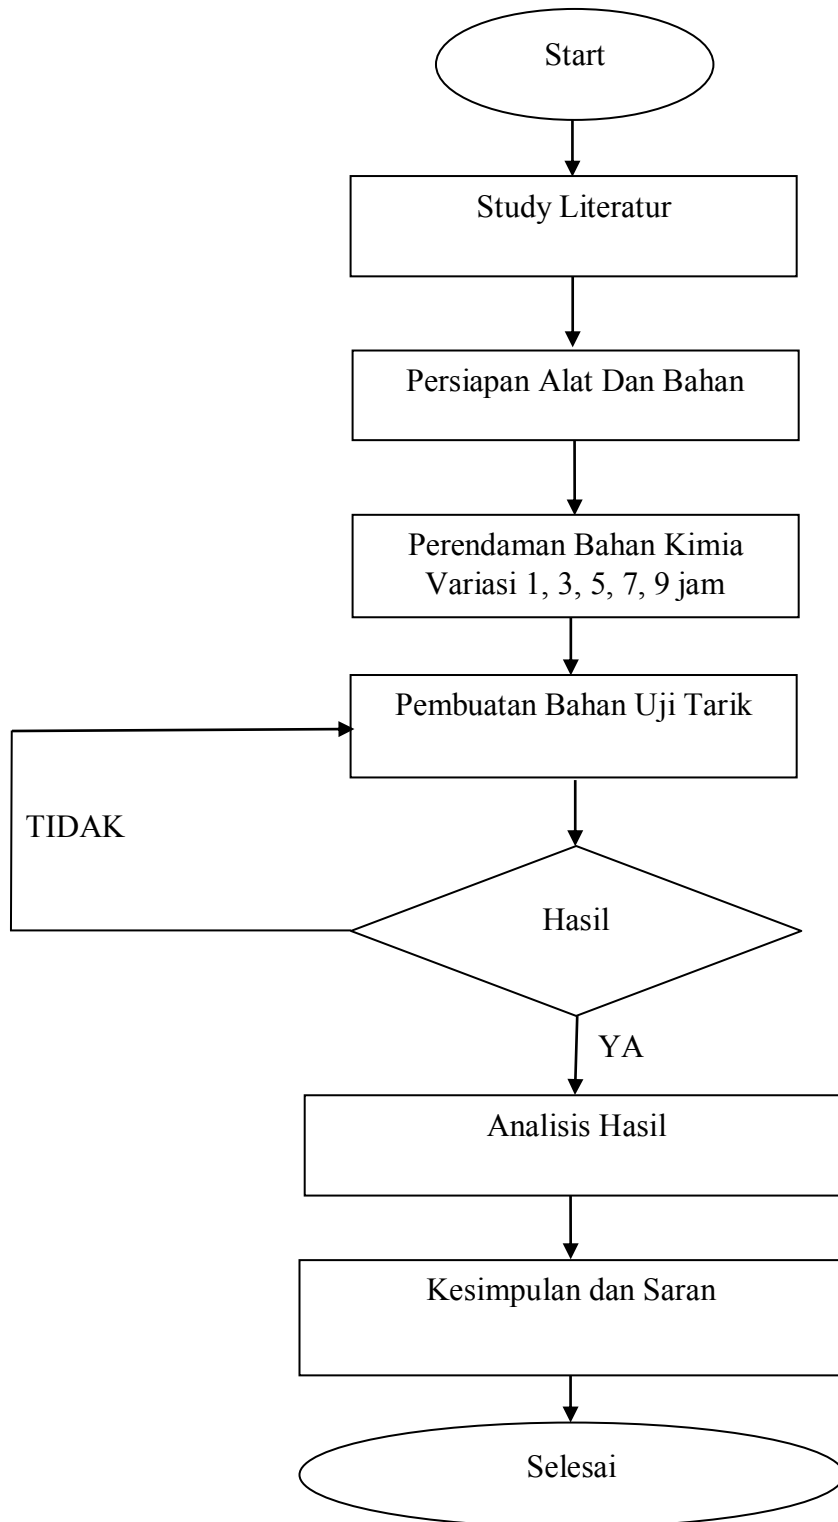 Start
Study Literatur
Persiapan Alat Dan Bahan
Perendaman Bahan Kimia
Variasi 1, 3, 5, 7, 9 jam
Pembuatan Bahan Uji Tarik
TIDAK
Hasil
YA
Analisis Hasil
Kesimpulan dan Saran
Selesai